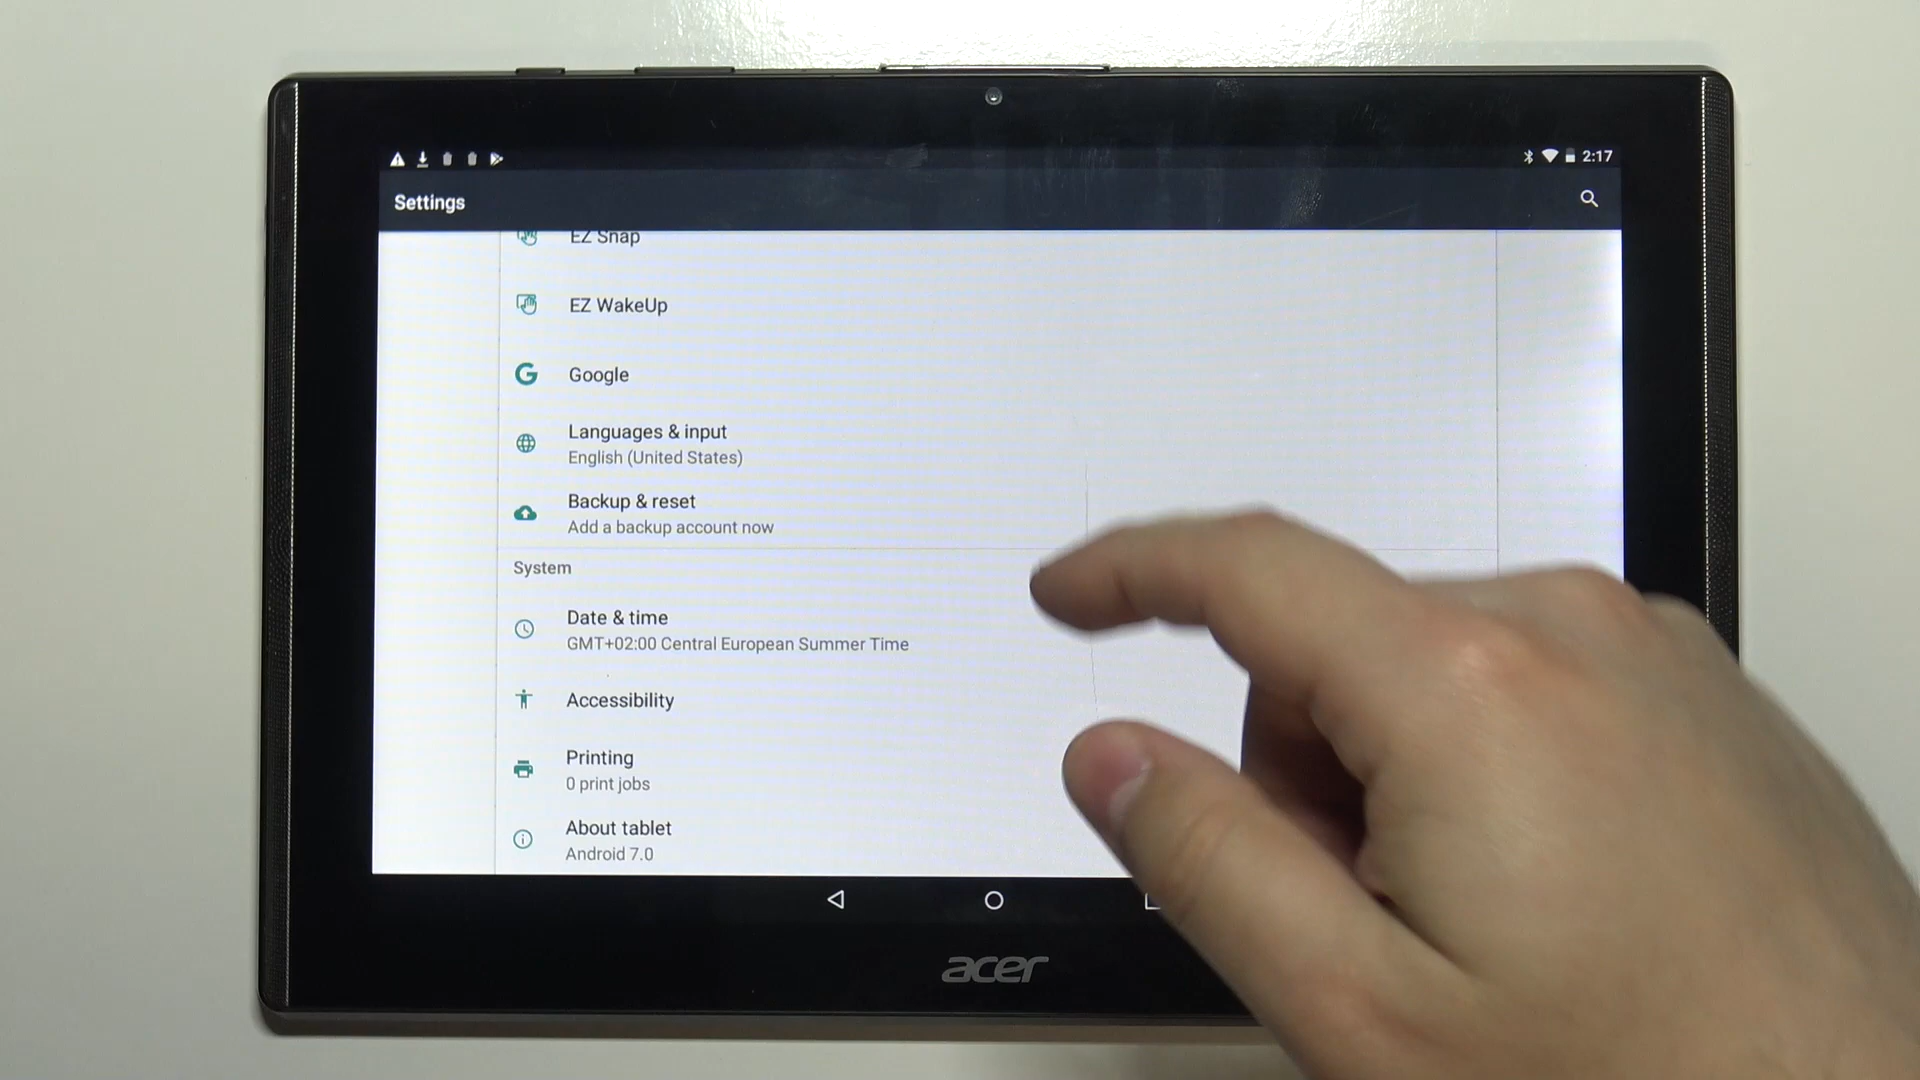 2:17
Settings
EZ Snap
EZ WakeUp
Google
Languages & input
English (United States)
Backup & reset
Add a backup account now
System
Date & time
GMT+02:00 Central European Summer Time
Accessibility
Printing
0 print jobs
About tablet
Android 7.0
acer